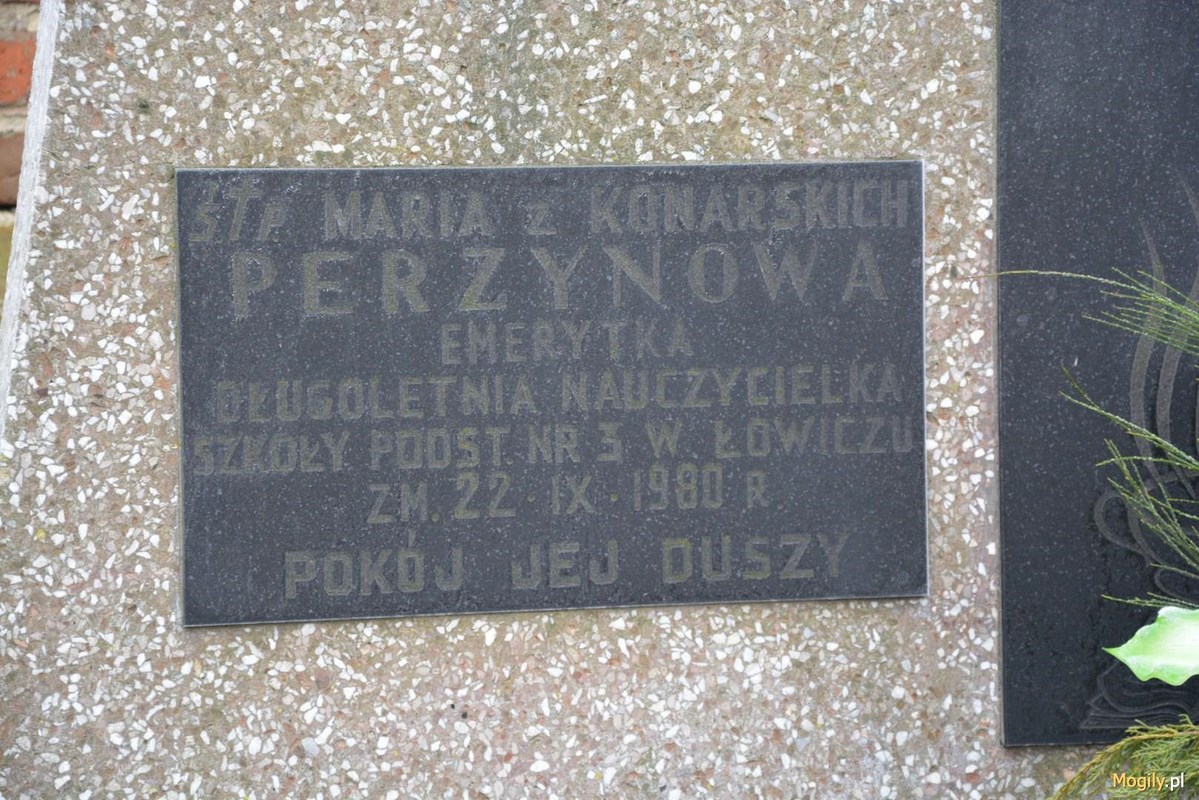 ŚTP MARIA z KONARSKICH
PERZYNOWA
EMERYTKA
DŁUGOLETNIA NAUCZYCIELKA
SZKOŁY PODST. NR 3 W. ŁOWICZU
ZM. 22 · IX · 1980 R
POKÓJ JEJ DUSZY
Mogily.pl